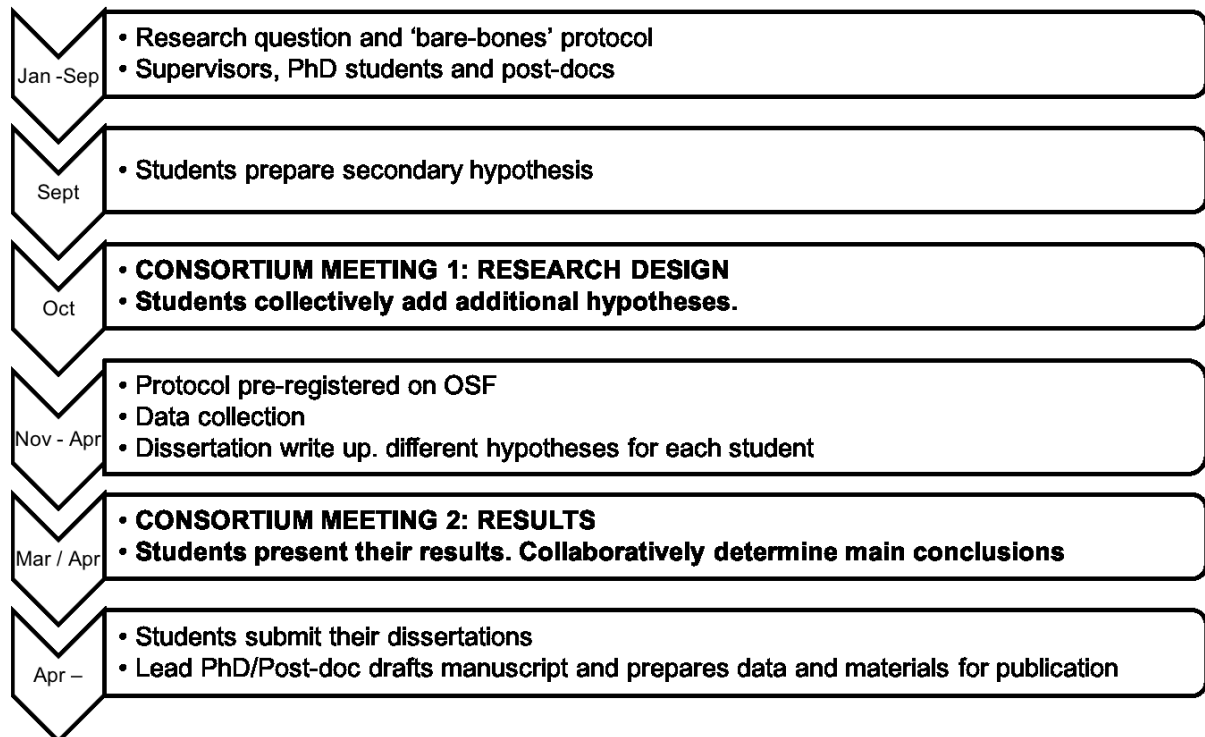 Jan -Sep
• Research question and ‘bare-bones’ protocol
• Supervisors, PhD students and post-docs
Sept
• Students prepare secondary hypothesis
Oct
• CONSORTIUM MEETING 1: RESEARCH DESIGN
• Students collectively add additional hypotheses.
Nov - Apr
• Protocol pre-registered on OSF
• Data collection
• Dissertation write up. different hypotheses for each student
Mar / Apr
• CONSORTIUM MEETING 2: RESULTS
• Students present their results. Collaboratively determine main conclusions
Apr –
• Students submit their dissertations
• Lead PhD/Post-doc drafts manuscript and prepares data and materials for publication